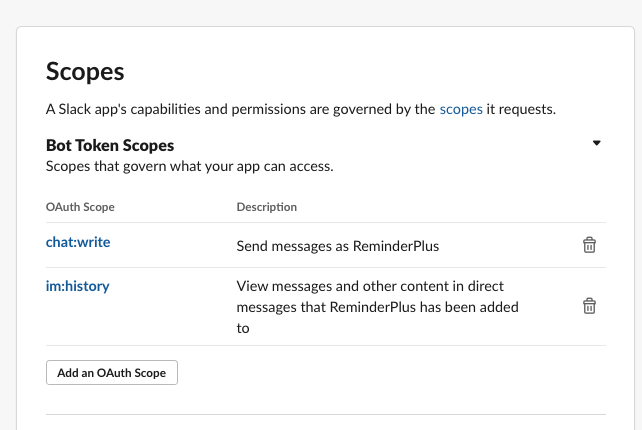 Scopes
A Slack app's capabilities and permissions are governed by the scopes it requests.
Bot Token Scopes
Scopes that govern what your app can access.
OAuth Scope Description
chat:write Send messages as ReminderPlus
im:history View messages and other content in direct
messages that ReminderPlus has been added
to
Add an OAuth Scope